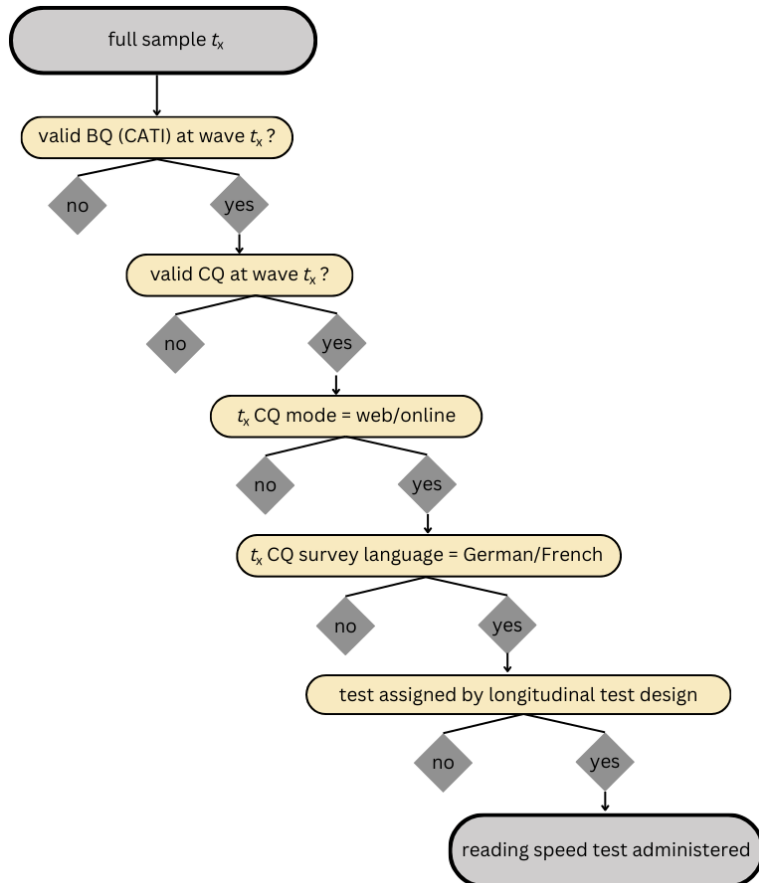 full sample tx
valid BQ (CATI) at wave tx ?
no
yes
valid CQ at wave tx ?
no
yes
tx CQ mode = web/online
no
yes
tx CQ survey language = German/French
no
yes
test assigned by longitudinal test design
no
yes
reading speed test administered